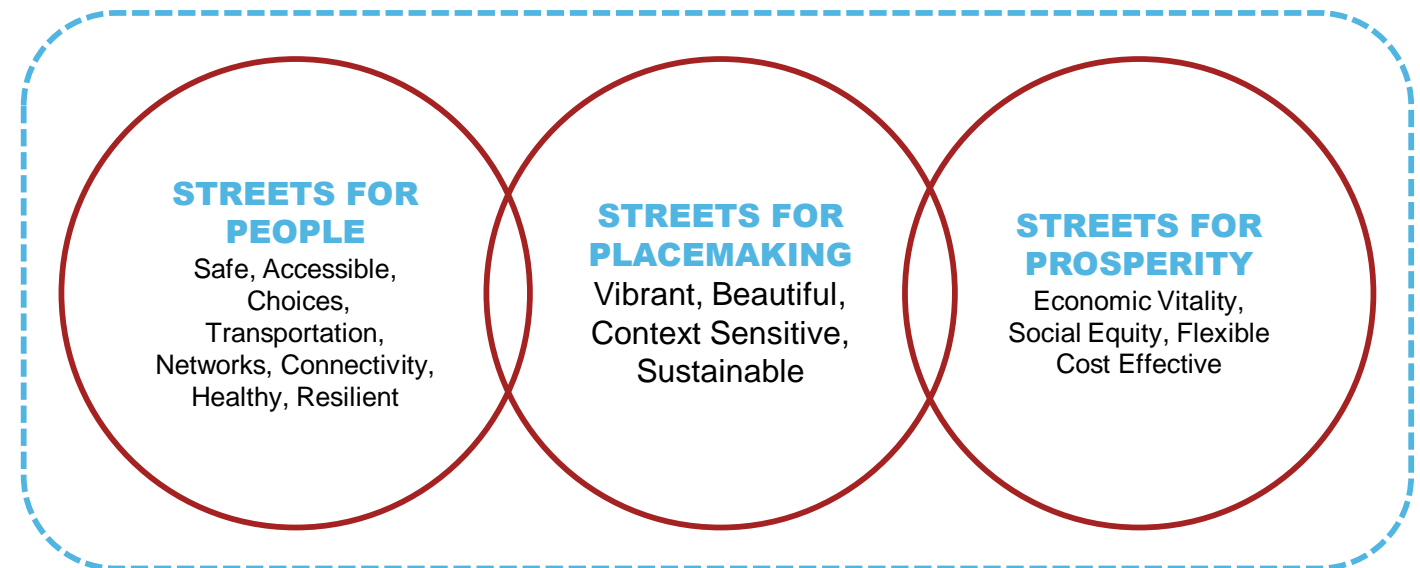 STREETS FOR
PEOPLE
Safe, Accessible,
Choices,
Transportation,
Networks, Connectivity,
Healthy, Resilient
STREETS FOR
PLACEMAKING
Vibrant, Beautiful,
Context Sensitive,
Sustainable
STREETS FOR
PROSPERITY
Economic Vitality,
Social Equity, Flexible
Cost Effective